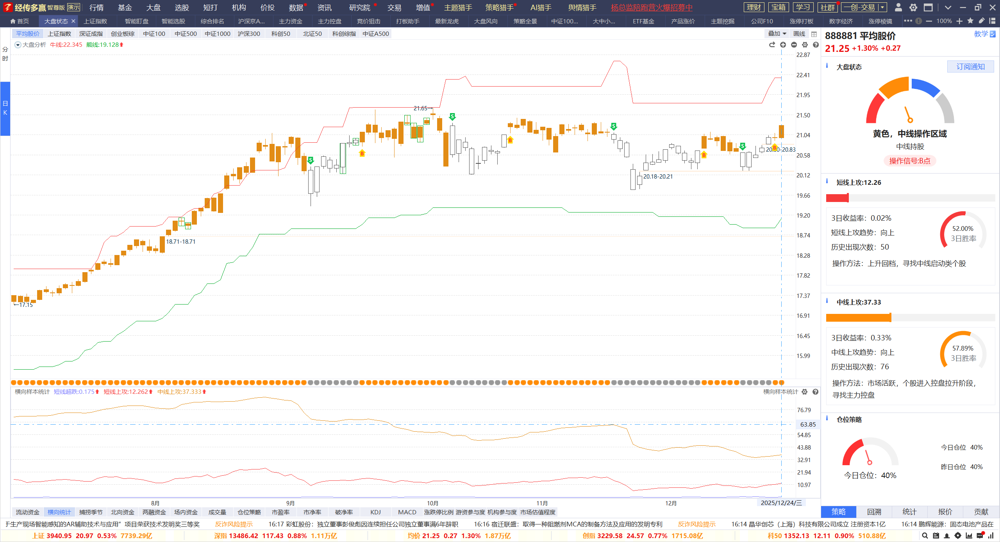 经传多赢 智尊版 演示 行情 基金 大盘 选股 短打 机构 价投 数据 资讯 研究院 交易 增值 主题猎手 策略猎手 AI猎手 舆情猎手 杨总监陪跑营火爆招募中 理财 宝箱 学习 社群 一创-交易
首页 大盘状态 上证指数 智能盯盘 智能选股 综合排名 沪深京A... 主力资金 主力控盘 竞价狙击 打板助手 最新龙虎 大盘风向 策略全景 中证100... 大中小... ETF基金 产品涨价 主题挖掘 公司F10 涨停打板 数字经济 涨停棱镜 100%
分时
日K
平均股价 上证指数 深证成指 创业板综 中证100 中证500 中证1000 沪深300 科创50 北证50 科创综指 中证A500 叠加 画线
大盘分析 牛线:22.345 熊线:19.128
22.87
22.41
21.95
21.50
21.04
20.58
20.12
19.66
19.20
18.74
18.28
17.82
17.37
16.91
16.45
15.99
21.65→
S
S
S
S
B
B
B
B
20.80-20.83
20.18-20.21
18.71-18.71
←17.15
横向样本统计 短线超跌:0.175 短线上攻:12.262 中线上攻:37.333 横向样本统计
76.79
63.85
54.85
43.88
32.91
21.94
10.97
8月 9月 10月 11月 12月 2025/12/24/三
流动资金 横向统计 捕捞季节 北向资金 两融资金 场内资金 成交量 仓位策略 市盈率 市净率 破净率 KDJ MACD 涨跌停比例 游资参与度 机构参与度 市场估值程度
888881 平均股价 教学
21.25 +1.30% +0.27
大盘状态 订阅通知
黄色，中线操作区域
中线持股
操作信号:B点
短线上攻:12.26
3日收益率：0.02%
短线上攻趋势：向上
历史出现次数：50
52.00%
3日胜率
操作方法：上升回档，寻找中线启动类个股
中线上攻:37.33
3日收益率：0.33%
中线上攻趋势：向上
历史出现次数：76
57.89%
3日胜率
操作方法：市场活跃，个股进入控盘拉升阶段，
寻找主力控盘
仓位策略
今日仓位 40%
昨日仓位 40%
今日仓位：40%
策略 回溯 统计 报价 贡献
于生产现场智能感知的AR辅助技术与应用”项目荣获技术发明奖三等奖 反诈风险提示 16:17 彩虹股份：独立董事彭俊彪因连续担任公司独立董事满6年辞职 16:16 宿迁联盛：取得一种阻燃剂MCA的制备方法及应用的发明专利 反诈风险提示 16:14 晶华创芯（上海）科技有限公司成立 注册资本1亿 16:14 鹏辉能源：固态电池产品在
上证 3940.95 20.97 0.53% 7739.29亿 深指 13486.42 117.43 0.88% 1.11万亿 均价 21.25 0.27 1.30% 1.87万亿 创指 3229.58 24.57 0.77% 1715.08亿 科50 1352.13 12.11 0.90% 510.88亿